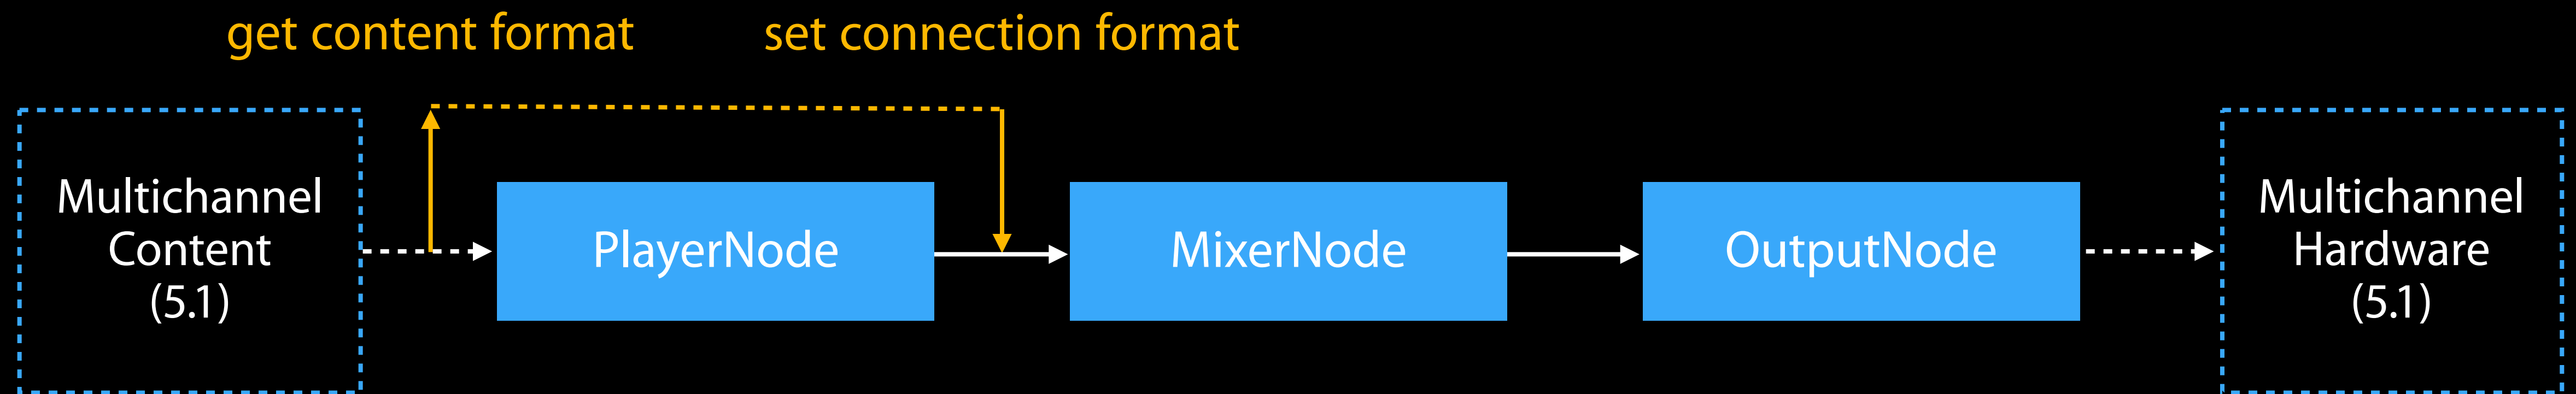 get content format
set connection format
Multichannel
Content
(5.1)
PlayerNode
MixerNode
OutputNode
Multichannel
Hardware
(5.1)